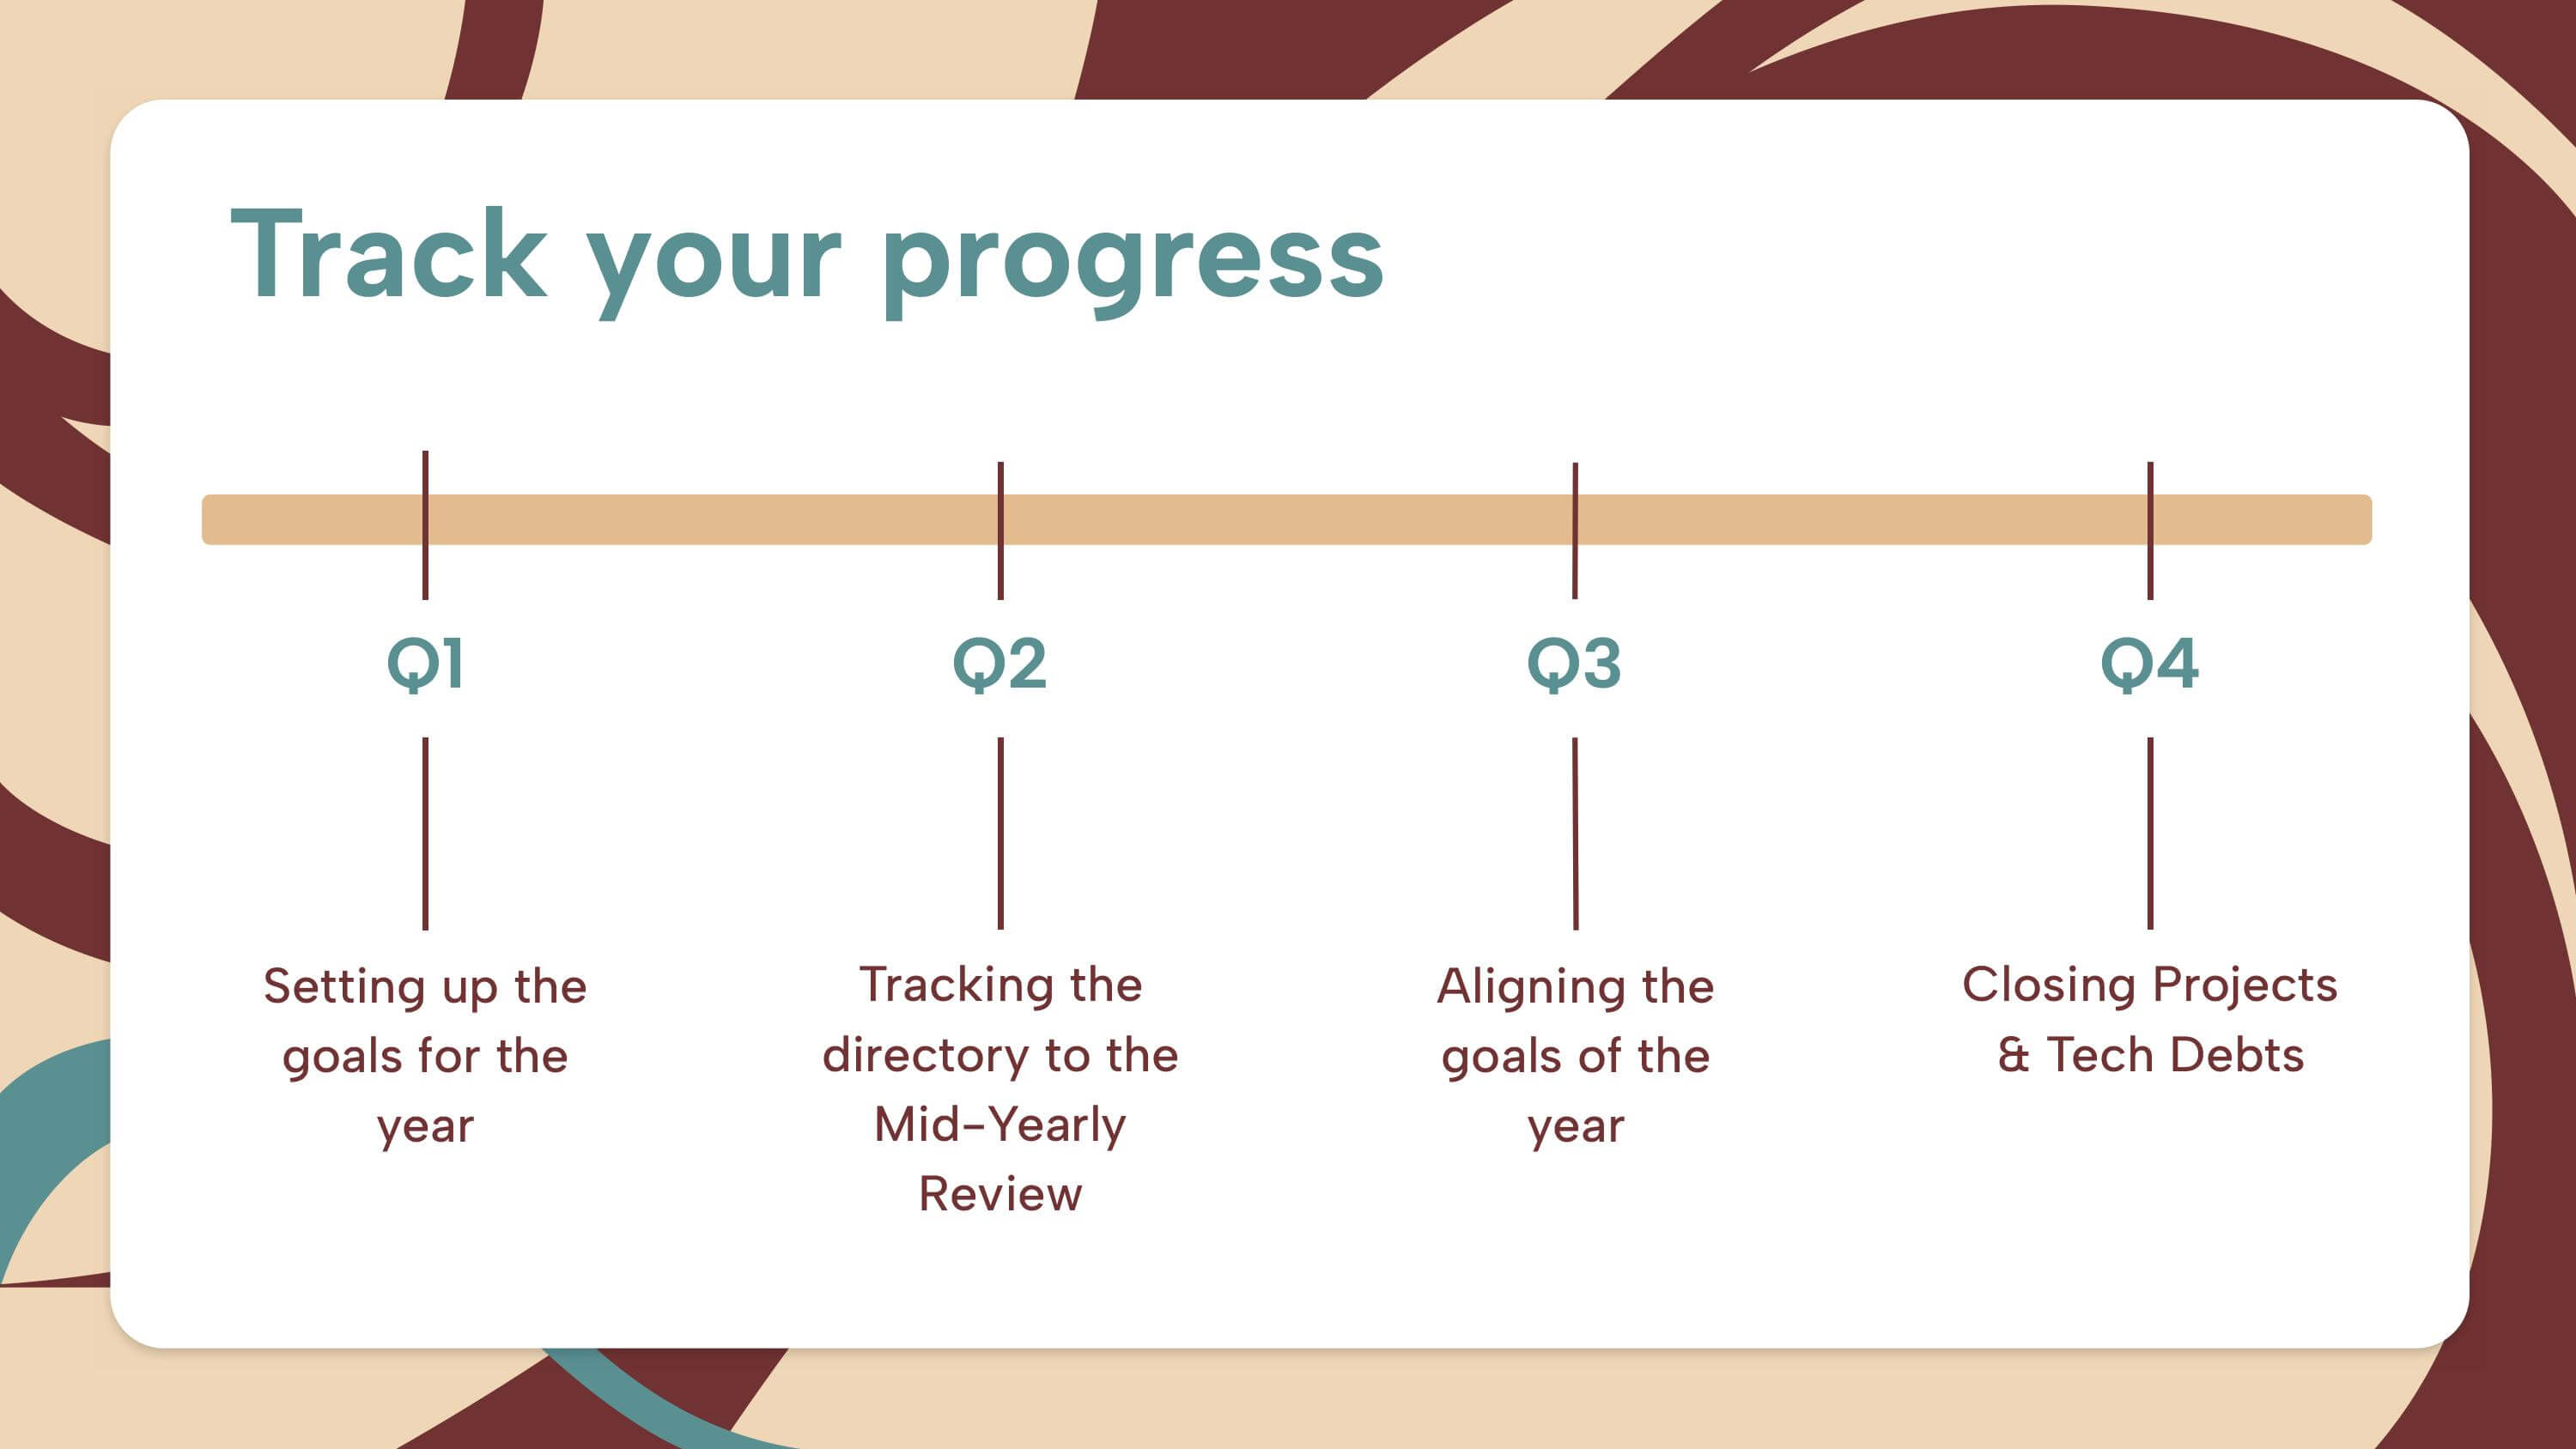 Track your progress
Q1
Q2
Q3
Q4
Setting up the
goals for the
year
Tracking the
directory to the
Mid-Yearly
Review
Aligning the
goals of the
year
Closing Projects
& Tech Debts